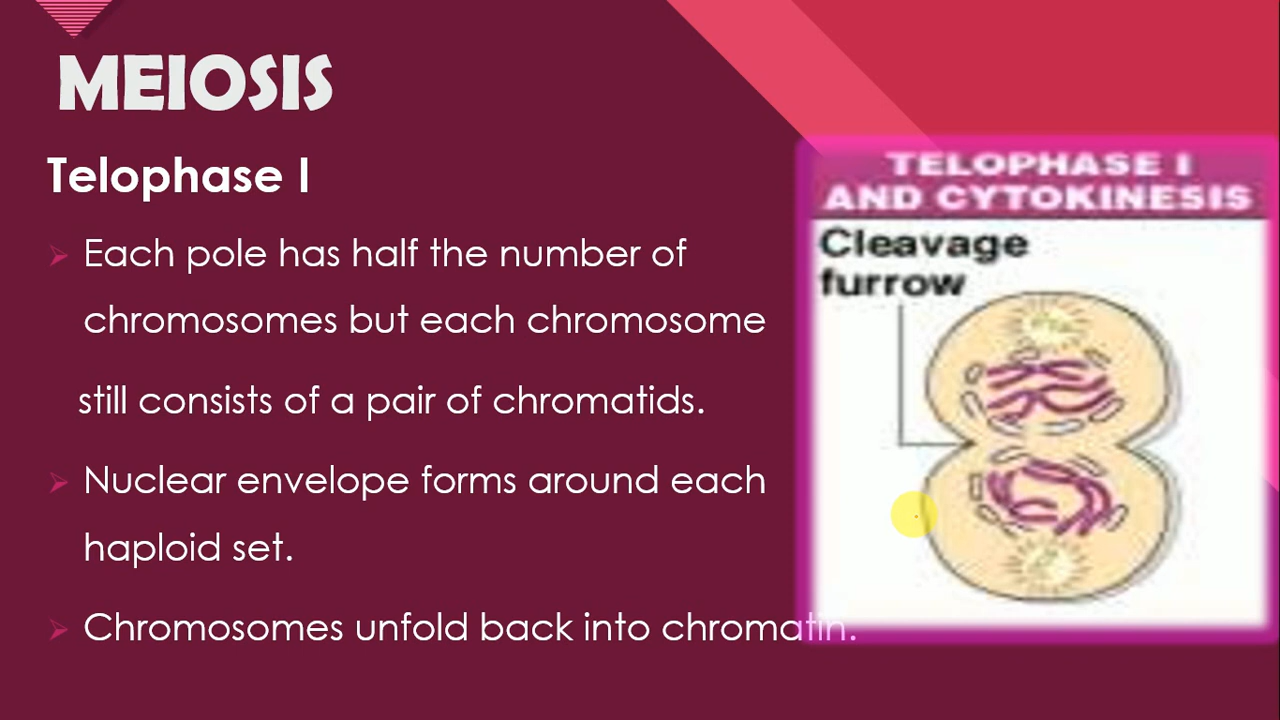 MEIOSIS
Telophase I
Each pole has half the number of
chromosomes but each chromosome
still consists of a pair of chromatids.
Nuclear envelope forms around each
haploid set.
Chromosomes unfold back into chromatin.
TELOPHASE I
AND CYTOKINESIS
Cleavage
furrow